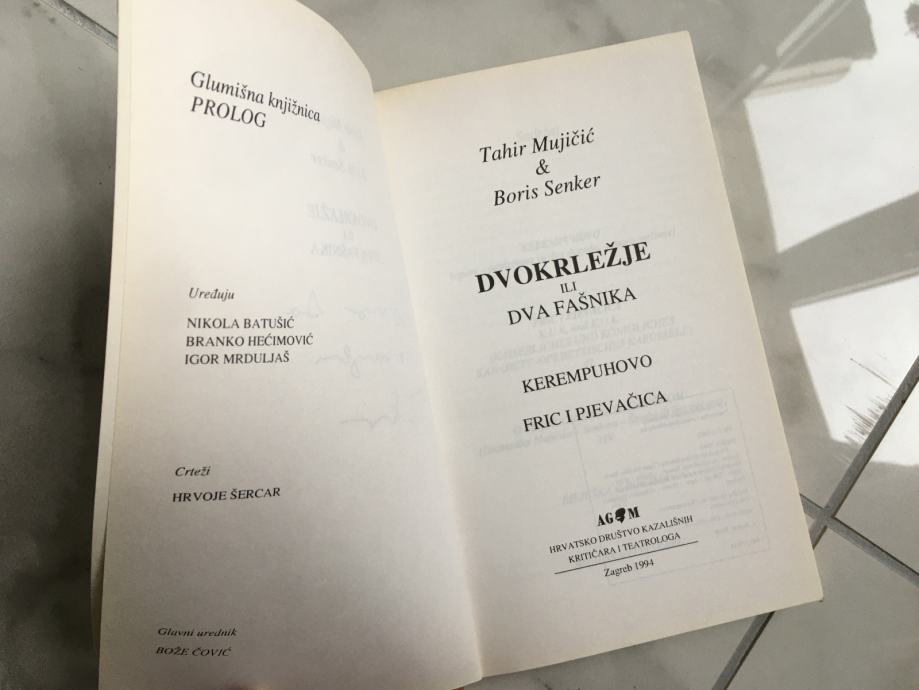 Glumišna knjižnica
PROLOG
Uređuju
NIKOLA BATUŠIĆ
BRANKO HEĆIMOVIĆ
IGOR MRDULJAŠ
Crteži
HRVOJE ŠERCAR
Glavni urednik
BOŽE ČOVIĆ
Tahir Mujičić
&
Boris Senker
DVOKRLEŽJE
ILI
DVA FAŠNIKA
KEREMPUHOVO
FRIC I PJEVAČICA
AGM
HRVATSKO DRUŠTVO KAZALIŠNIH
KRITIČARA I TEATROLOGA
Zagreb 1994